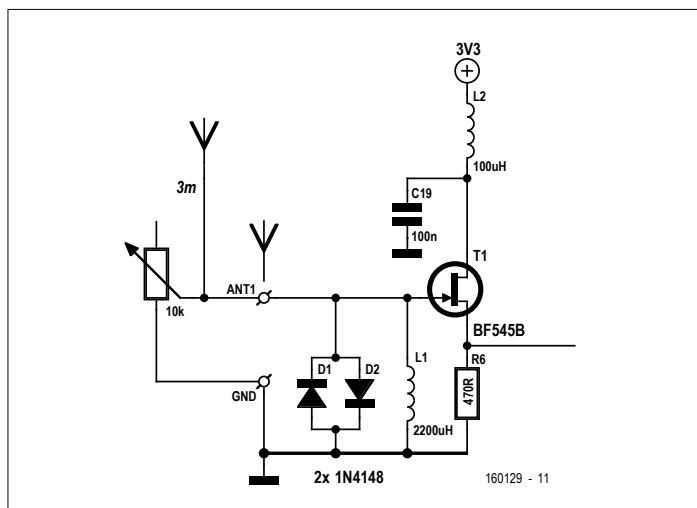 3V3
L2
100uH
3m
C19
100n
T1
ANT1
10k
BF545B
R6
L1
D1
D2
470R
GND
2200uH
2x 1N4148
160129 - 11